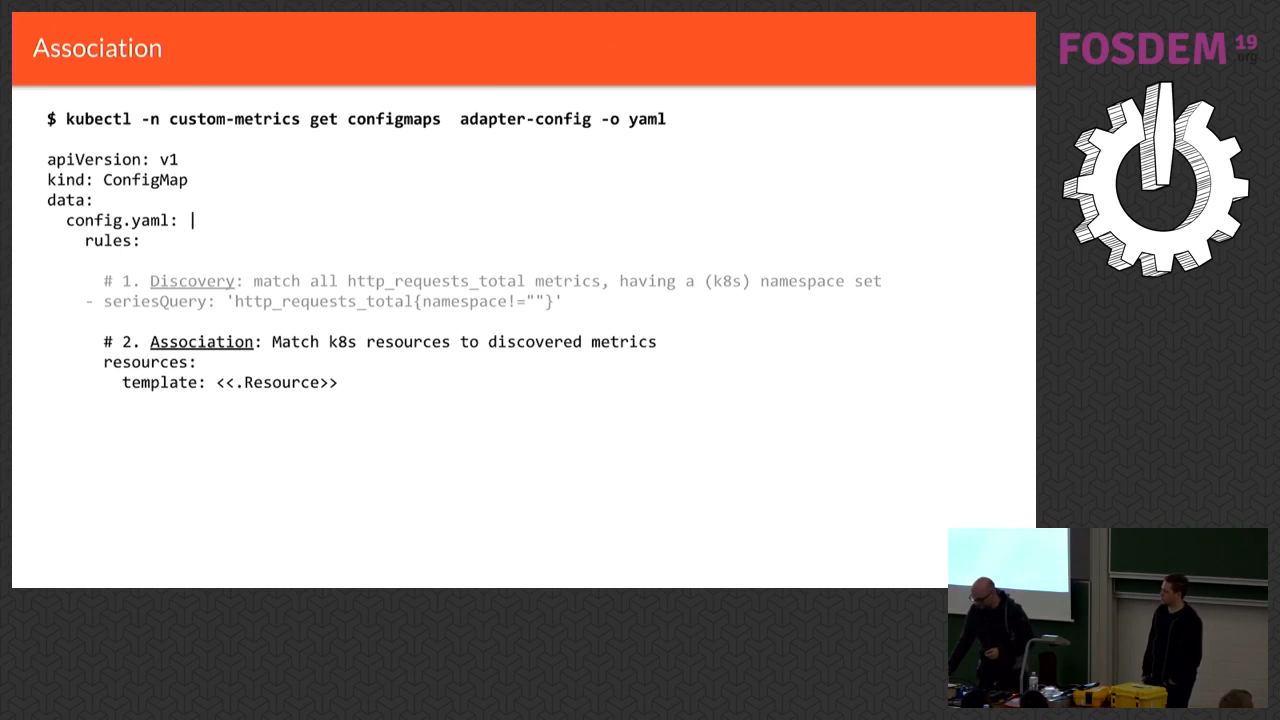 Association
$ kubectl -n custom-metrics get configmaps  adapter-config -o yaml
apiVersion: v1
kind: ConfigMap
data:
  config.yaml: |
    rules:
      # 1. Discovery: match all http_requests_total metrics, having a (k8s) namespace set
    - seriesQuery: 'http_requests_total{namespace!=""}'
      # 2. Association: Match k8s resources to discovered metrics
      resources:
        template: <<.Resource>>
FOSDEM 19
.org